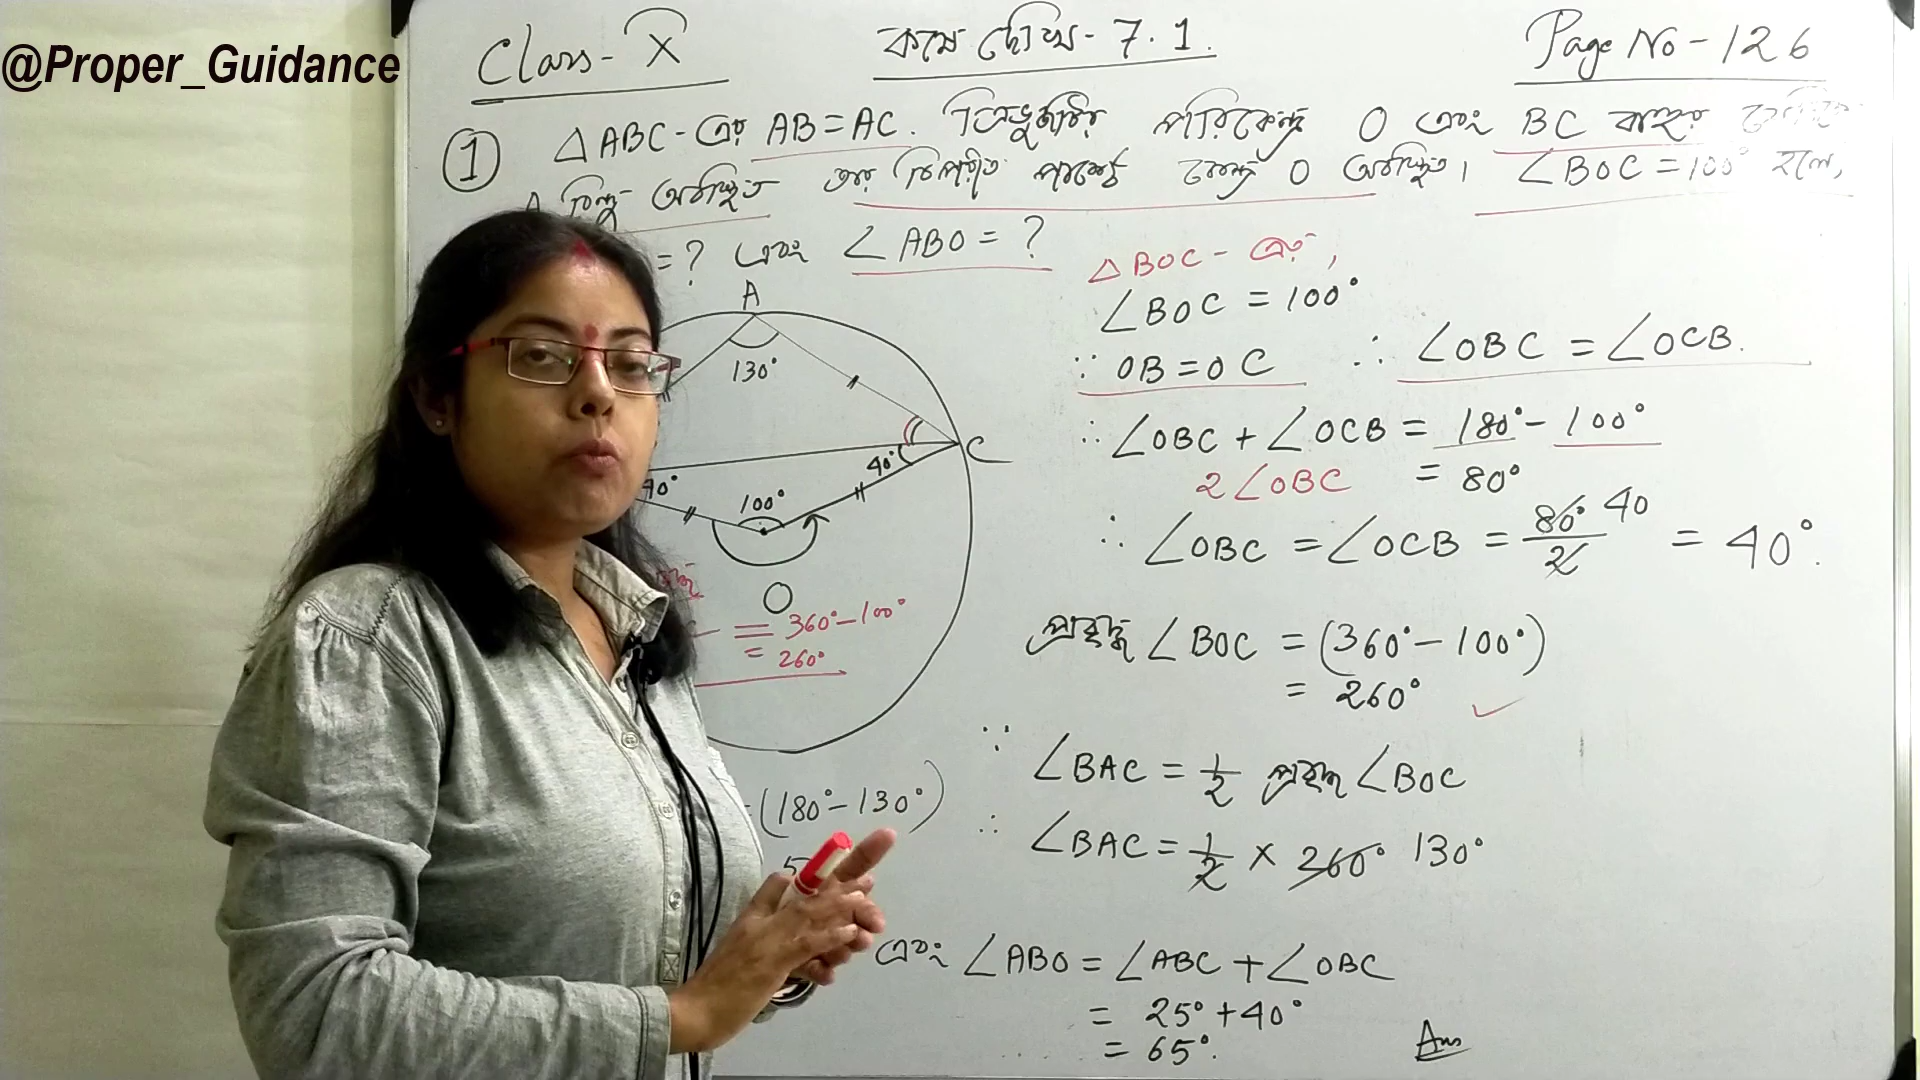 @Proper_Guidance
Class- X
কষে দেখি- 7.1.
Page No - 126
1 △ABC-এর AB=AC. ত্রিভুজটির পরিকেন্দ্র O এবং BC বাহুর
A বিন্দু অবস্থিত তার বিপরীত পার্শ্বে কেন্দ্র O অবস্থিত। ∠BOC=100° হলে,
=? এবং ∠ABO=?
A
130°
C
40°
40°
100°
O
= 360°-100°
= 260°
(180°-130°)
△BOC - এর,
∠BOC = 100°
∵ OB=OC ∴ ∠OBC = ∠OCB.
∴ ∠OBC + ∠OCB = 180° - 100°
2∠OBC = 80°
∴ ∠OBC = ∠OCB = 80°/2 40 = 40°.
প্রবৃদ্ধ ∠BOC = (360° - 100°)
= 260°
∵ ∠BAC = 1/2 প্রবৃদ্ধ ∠BOC
∴ ∠BAC = 1/2 × 260° 130°
এবং ∠ABO = ∠ABC + ∠OBC
= 25° + 40°
= 65°.
Ans